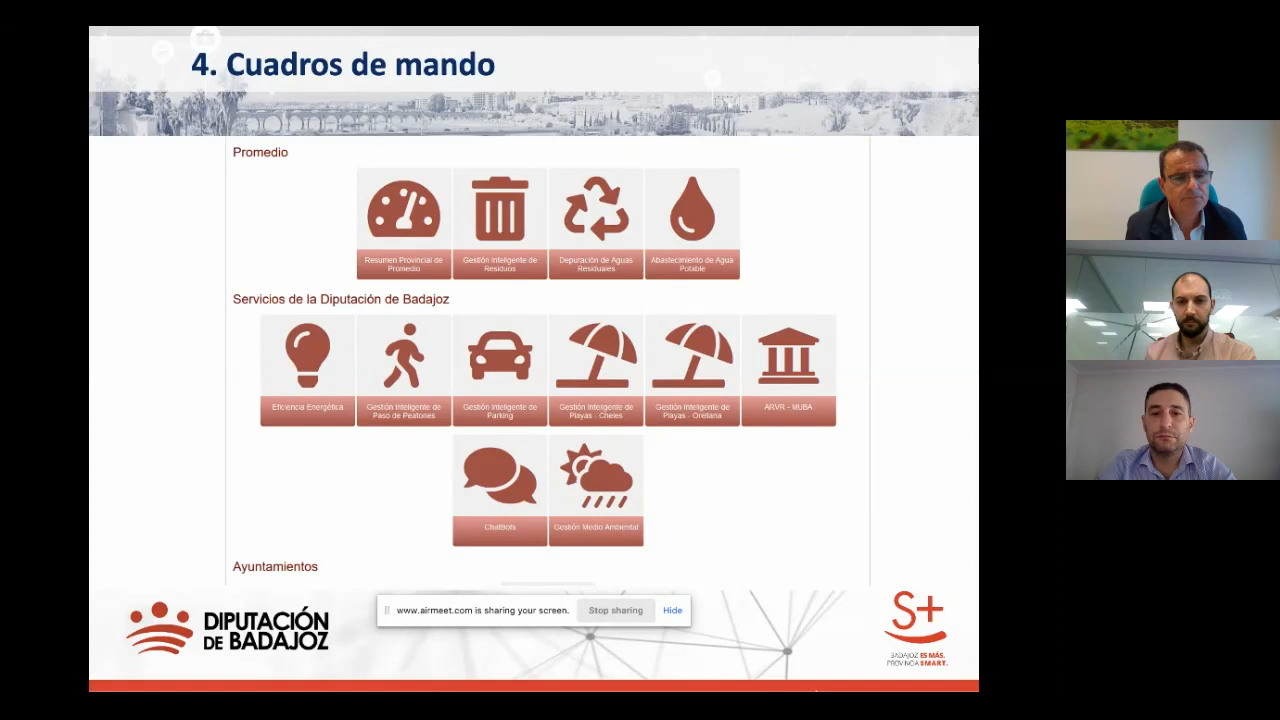 4. Cuadros de mando
Promedio
Resumen Provincial de
Promedio
Gestión Inteligente de
Residuos
Depuración de Aguas
Residuales
Abastecimiento de Agua
Potable
Servicios de la Diputación de Badajoz
Eficiencia Energética
Gestión Inteligente de
Paso de Peatones
Gestión Inteligente de
Parking
Gestión Inteligente de
Playas - Cheles
Gestión Inteligente de
Playas - Orellana
ARVR - MUBA
ChatBots
Gestión Medio Ambiental
Ayuntamientos
www.airmeet.com is sharing your screen.
Stop sharing
Hide
DIPUTACIÓN
DE BADAJOZ
S+
BADAJOZ ES MÁS.
PROVINCIA SMART.